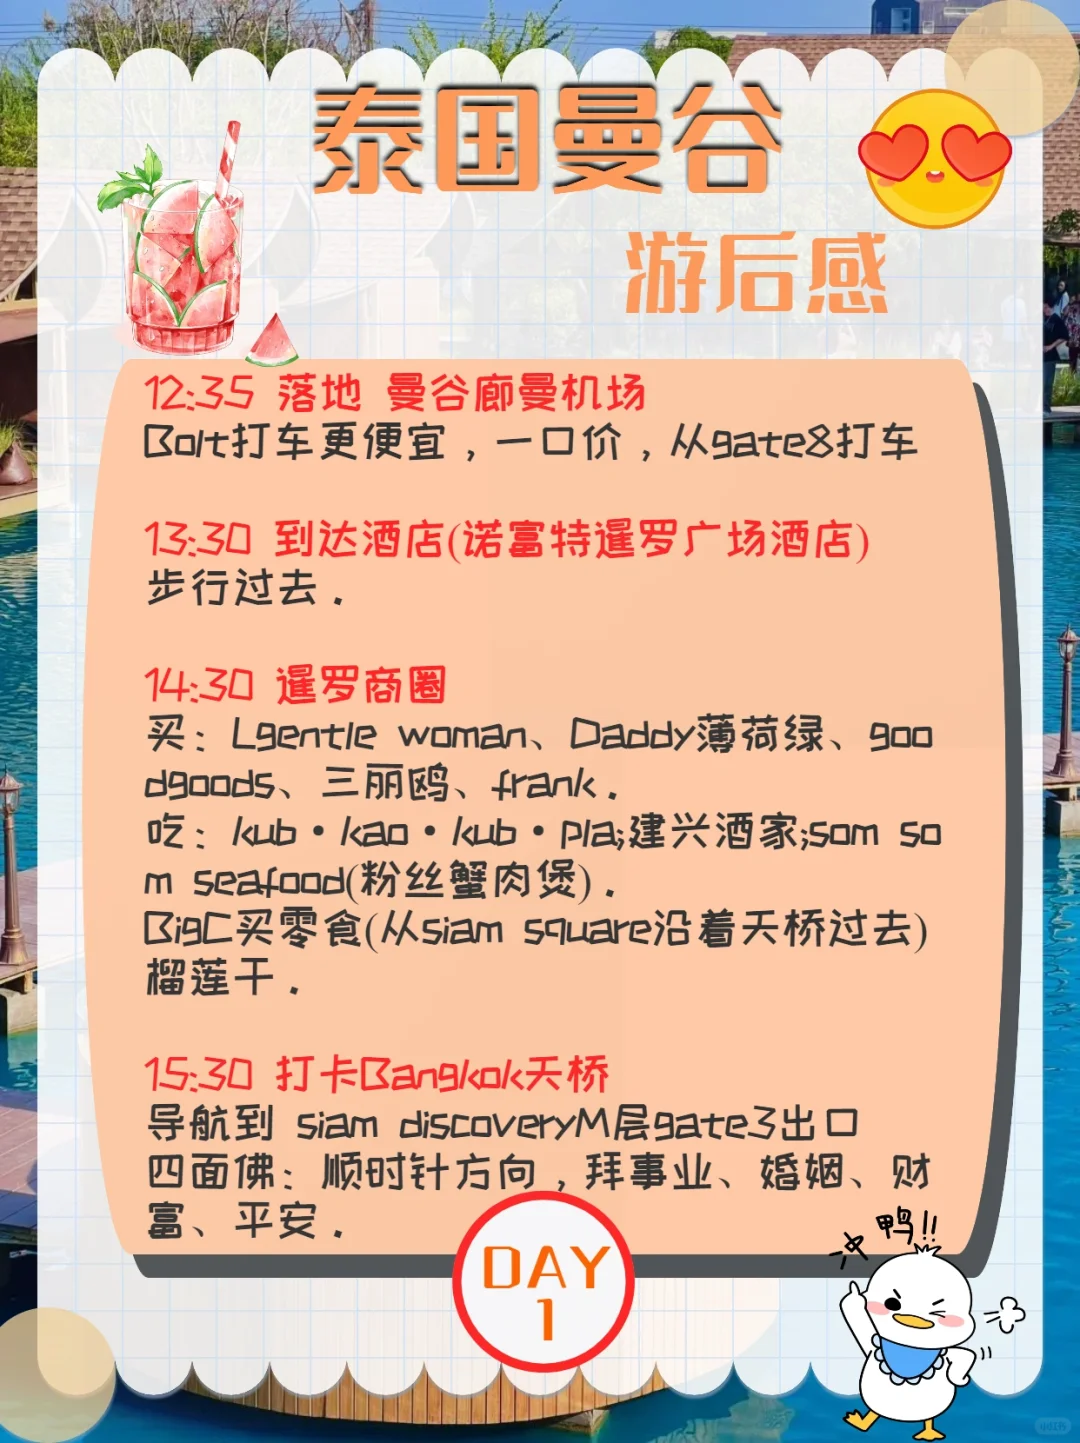 泰国曼谷
游后感
12:35 落地 曼谷廊曼机场
Bolt打车更便宜，一口价，从gate8打车
13:30 到达酒店(诺富特暹罗广场酒店)
步行过去．
14:30 暹罗商圈
买：Lgentle woman、Daddy薄荷绿、goo
dgoods、三丽鸥、frank．
吃：kub·kao·kub·pla;建兴酒家;som so
m seafood(粉丝蟹肉煲)．
BigC买零食(从siam square沿着天桥过去)
榴莲干．
15:30 打卡Bangkok天桥
导航到 siam discoveryM层gate3出口
四面佛：顺时针方向，拜事业、婚姻、财
富、平安．
DAY
1
冲鸭!!